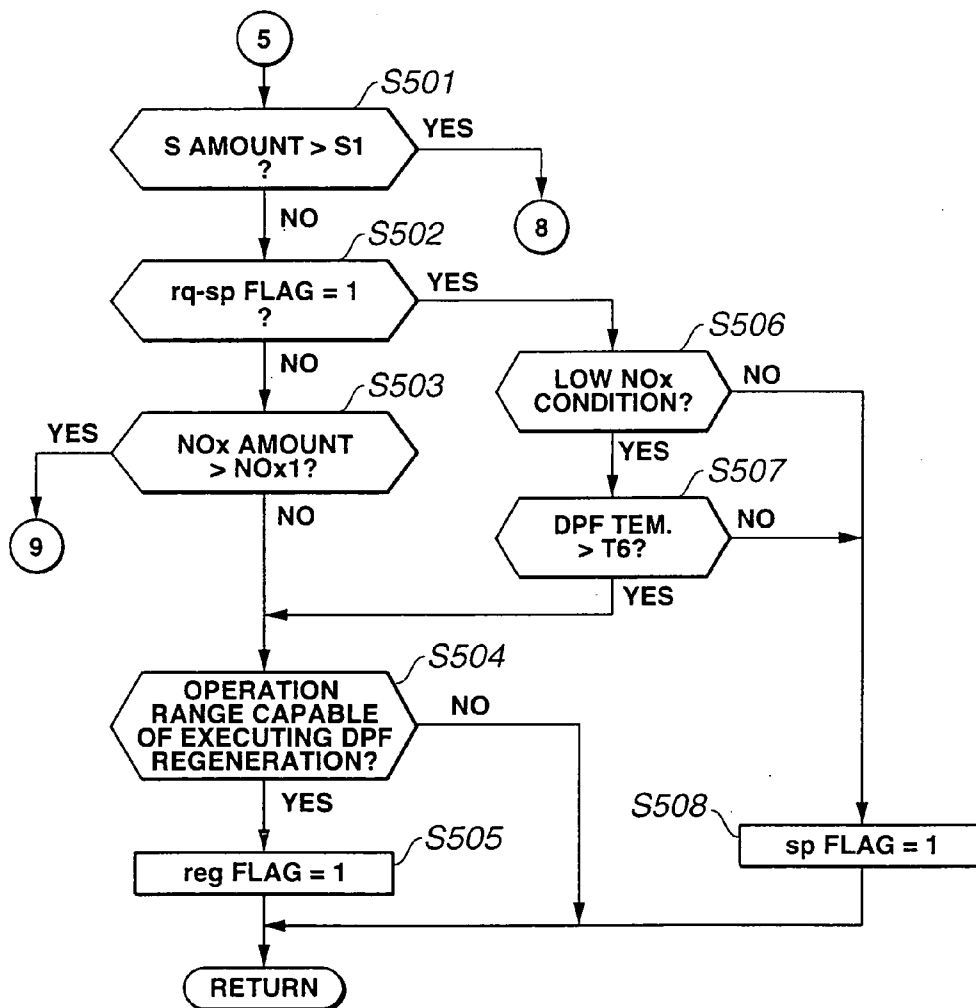 5
S501
S AMOUNT > S1
?
YES
8
NO
S502
rq-sp FLAG = 1
?
YES
NO
S506
LOW NOx
CONDITION?
NO
YES
S503
NOx AMOUNT
> NOx1?
YES
9
NO
S507
DPF TEM.
> T6?
NO
YES
S504
OPERATION
RANGE CAPABLE
OF EXECUTING DPF
REGENERATION?
NO
YES
S505
reg FLAG = 1
S508
sp FLAG = 1
RETURN